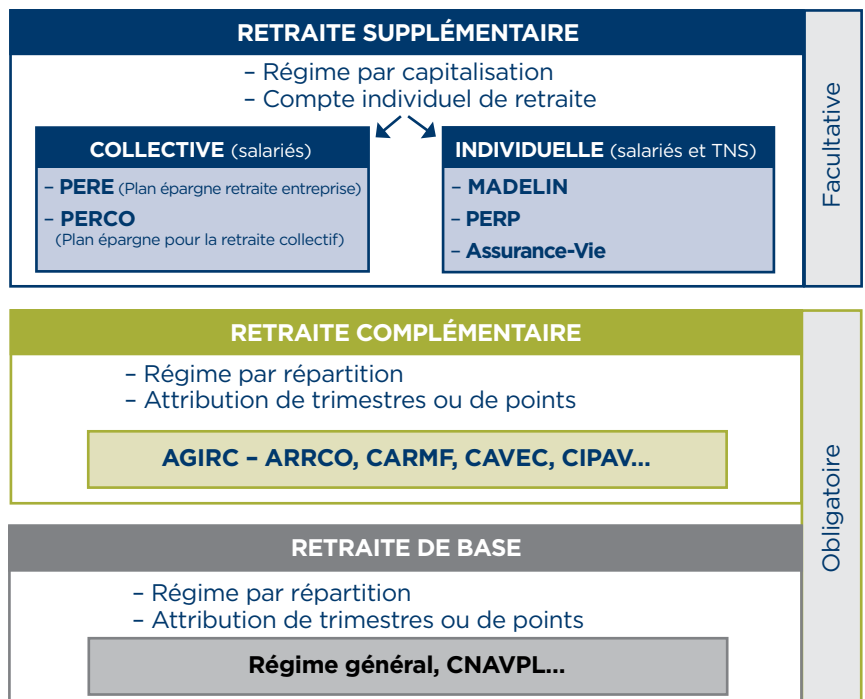 RETRAITE SUPPLÉMENTAIRE
– Régime par capitalisation
– Compte individuel de retraite
COLLECTIVE (salariés)
– PERE (Plan épargne retraite entreprise)
– PERCO
(Plan épargne pour la retraite collectif)
INDIVIDUELLE (salariés et TNS)
– MADELIN
– PERP
– Assurance-Vie
Facultative
RETRAITE COMPLÉMENTAIRE
– Régime par répartition
– Attribution de trimestres ou de points
AGIRC – ARRCO, CARMF, CAVEC, CIPAV...
RETRAITE DE BASE
– Régime par répartition
– Attribution de trimestres ou de points
Régime général, CNAVPL...
Obligatoire